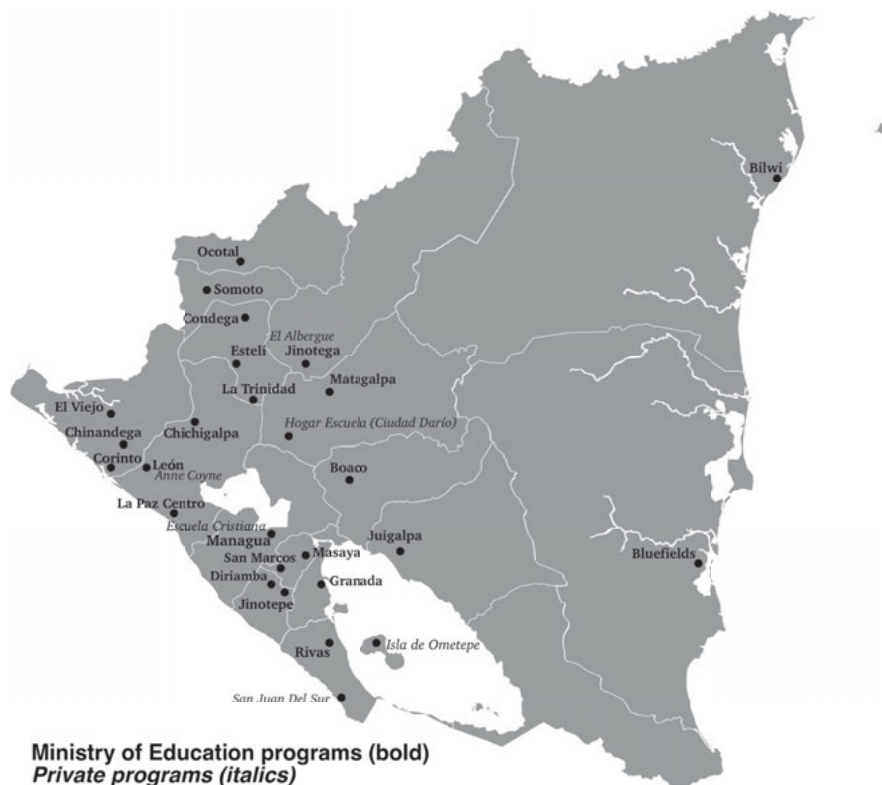 Bilwi
Ocotal
Somoto
Condega
El Albergue
Estelí
Jinotega
Matagalpa
La Trinidad
El Viejo
Chichigalpa
Hogar Escuela (Ciudad Darío)
Chinandega
Corinto
León
Anne Coyne
Boaco
La Paz Centro
Escuela Cristiana
Managua
Juigalpa
San Marcos
Masaya
Bluefields
Diriamba
Granada
Jinotepe
Rivas
Isla de Ometepe
San Juan Del Sur
Ministry of Education programs (bold)
Private programs (italics)